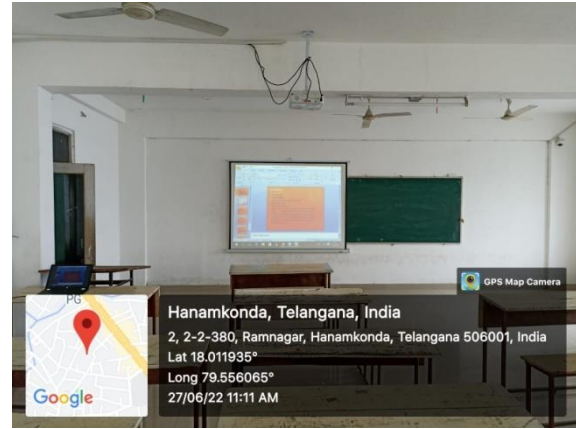 GPS Map Camera
PG
Google
Hanamkonda, Telangana, India
2, 2-2-380, Ramnagar, Hanamkonda, Telangana 506001, India
Lat 18.011935°
Long 79.556065°
27/06/22 11:11 AM